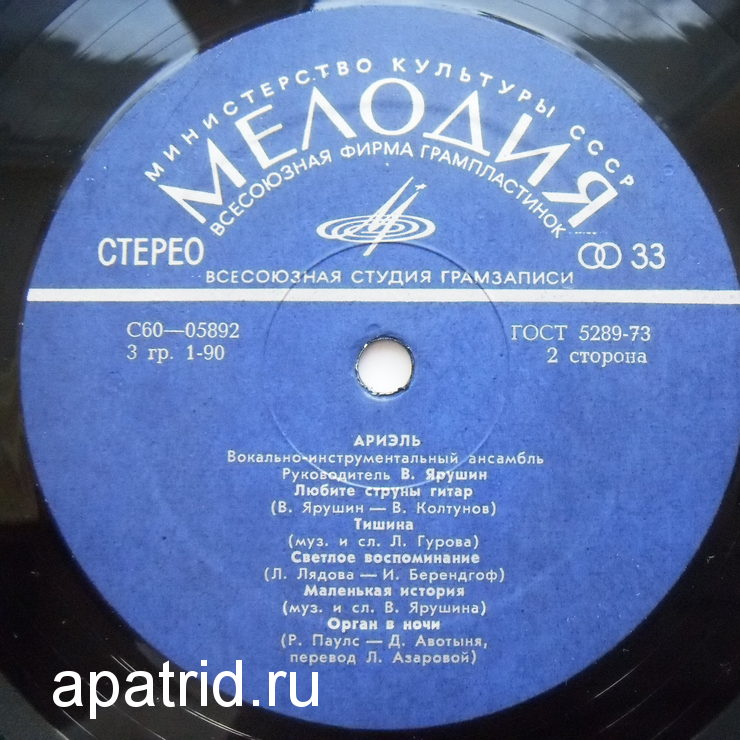 МИНИСТЕРСТВО КУЛЬТУРЫ СССР
МЕЛОДИЯ
ВСЕСОЮЗНАЯ ФИРМА ГРАМПЛАСТИНОК
СТЕРЕО
33
ВСЕСОЮЗНАЯ СТУДИЯ ГРАМЗАПИСИ
С60—05892
3 гр. 1-90
ГОСТ 5289-73
2 сторона
АРИЭЛЬ
Вокально-инструментальный ансамбль
Руководитель В. Ярушин
Любите струны гитар
(В. Ярушин — В. Колтунов)
Тишина
(муз. и сл. Л. Гурова)
Светлое воспоминание
(Л. Лядова — И. Берендгоф)
Маленькая история
(муз. и сл. В. Ярушина)
Орган в ночи
(Р. Паулс — Д. Авотыня,
перевод Л. Азаровой)
apatrid.ru